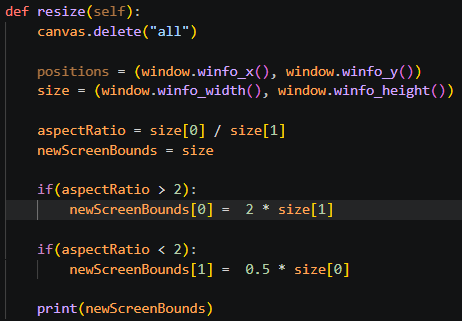 def resize(self):
    canvas.delete("all")
    positions = (window.winfo_x(), window.winfo_y())
    size = (window.winfo_width(), window.winfo_height())
    aspectRatio = size[0] / size[1]
    newScreenBounds = size
    if(aspectRatio > 2):
        newScreenBounds[0] =  2 * size[1]
    if(aspectRatio < 2):
        newScreenBounds[1] =  0.5 * size[0]
    print(newScreenBounds)